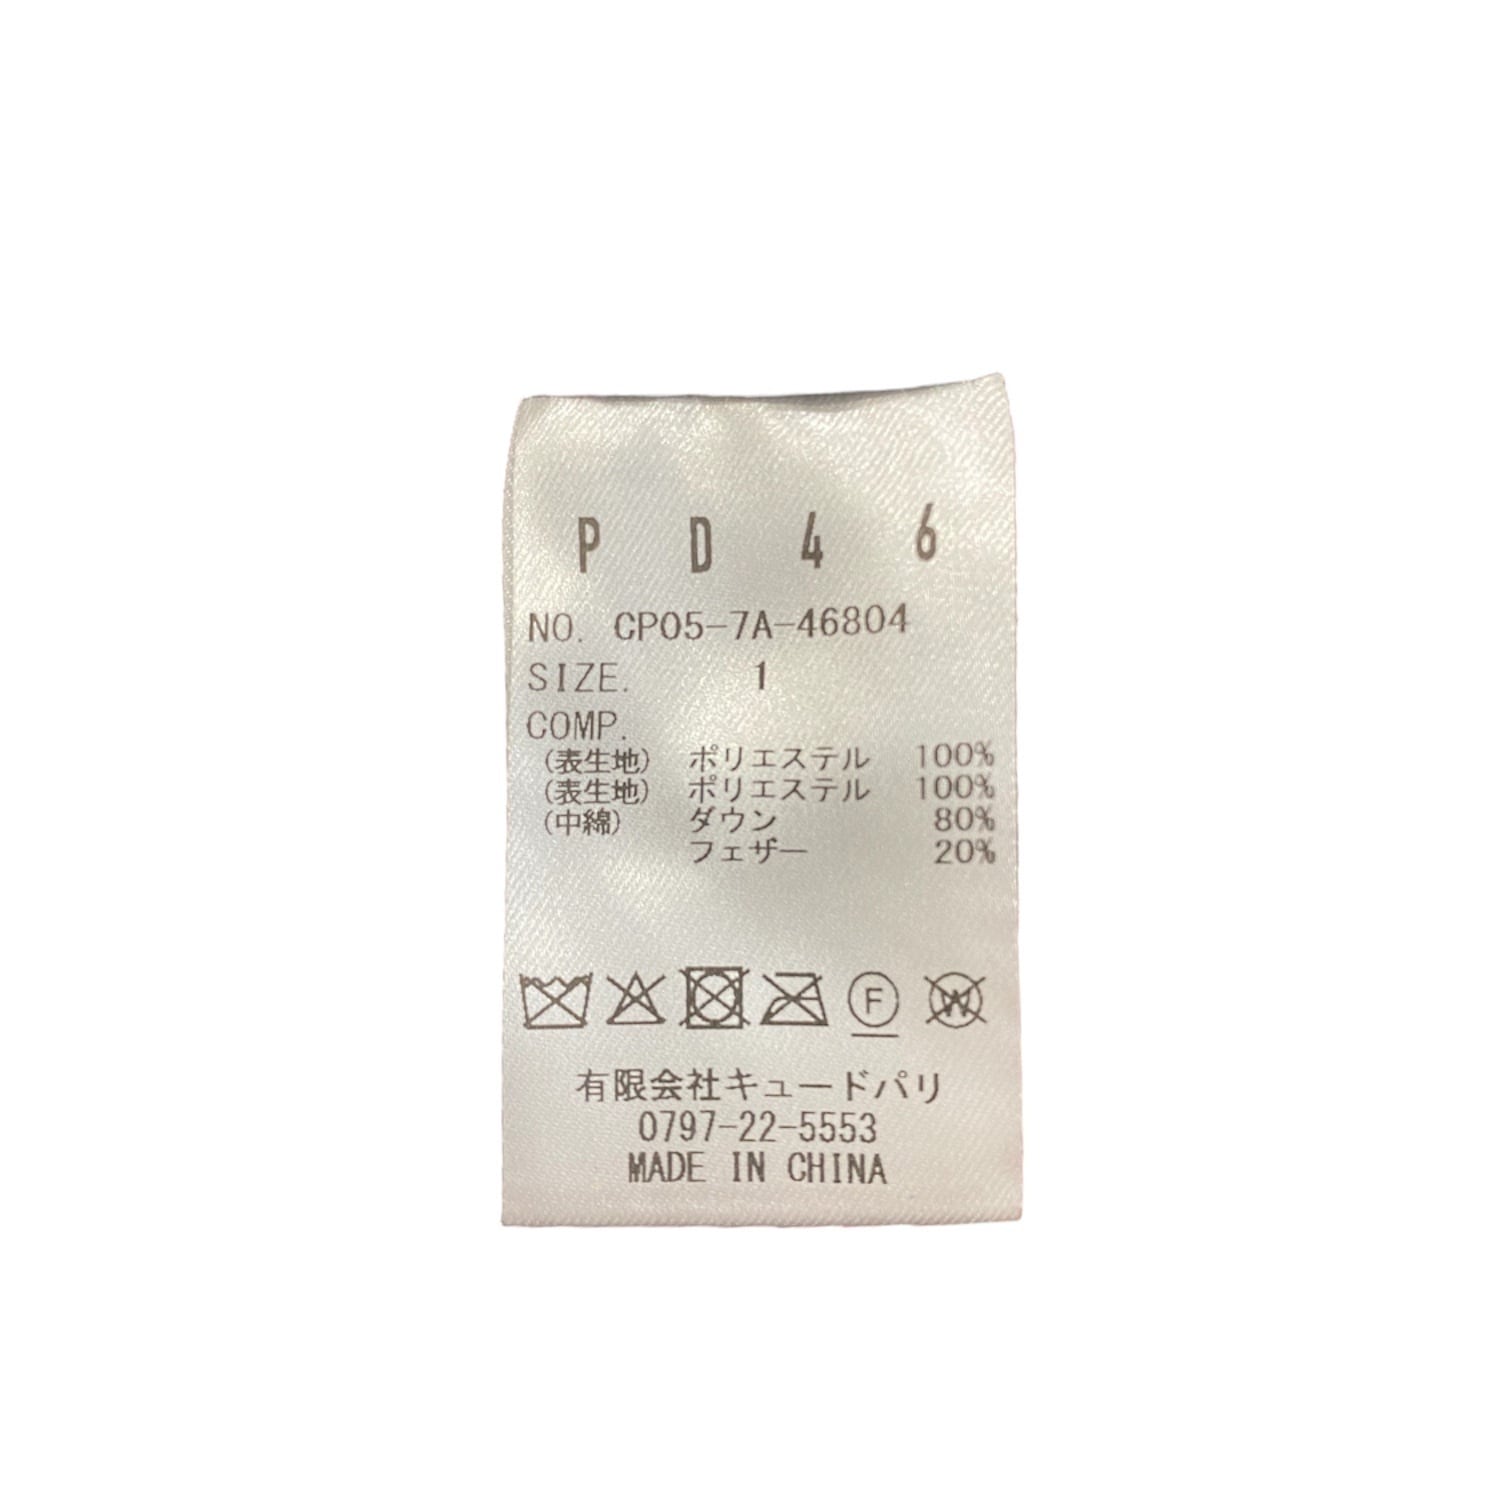 P D 4 6
NO. CP05-7A-46804
SIZE. 1
COMP.
(表生地) ポリエステル 100%
(表生地) ポリエステル 100%
(中綿) ダウン 80%
フェザー 20%
F W
有限会社キュードパリ
0797-22-5553
MADE IN CHINA